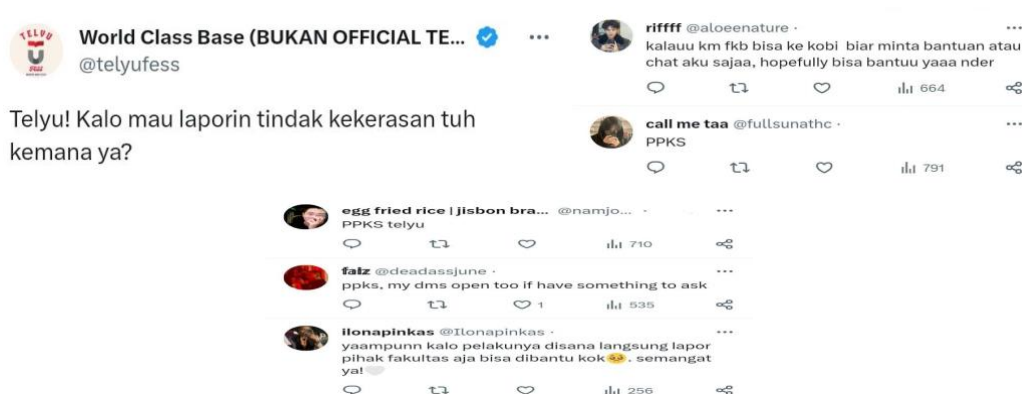 TELYU
FESS
World Class Base (BUKAN OFFICIAL TE...
@telyufess
Telyu! Kalo mau laporin tindak kekerasan tuh
kemana ya?
riffff @aloeenature ·
kalauu km fkb bisa ke kobi biar minta bantuan atau
chat aku sajaa, hopefully bisa bantuu yaaa nder
664
call me taa @fullsunathc ·
PPKS
791
egg fried rice | jisbon bra... @namjo... ·
PPKS telyu
710
faiz @deadassjune ·
ppks, my dms open too if have something to ask
1 535
ilonapinkas @Ilonapinkas ·
yaampunn kalo pelakunya disana langsung lapor
pihak fakultas aja bisa dibantu kok🥺. semangat
ya!🤍
256